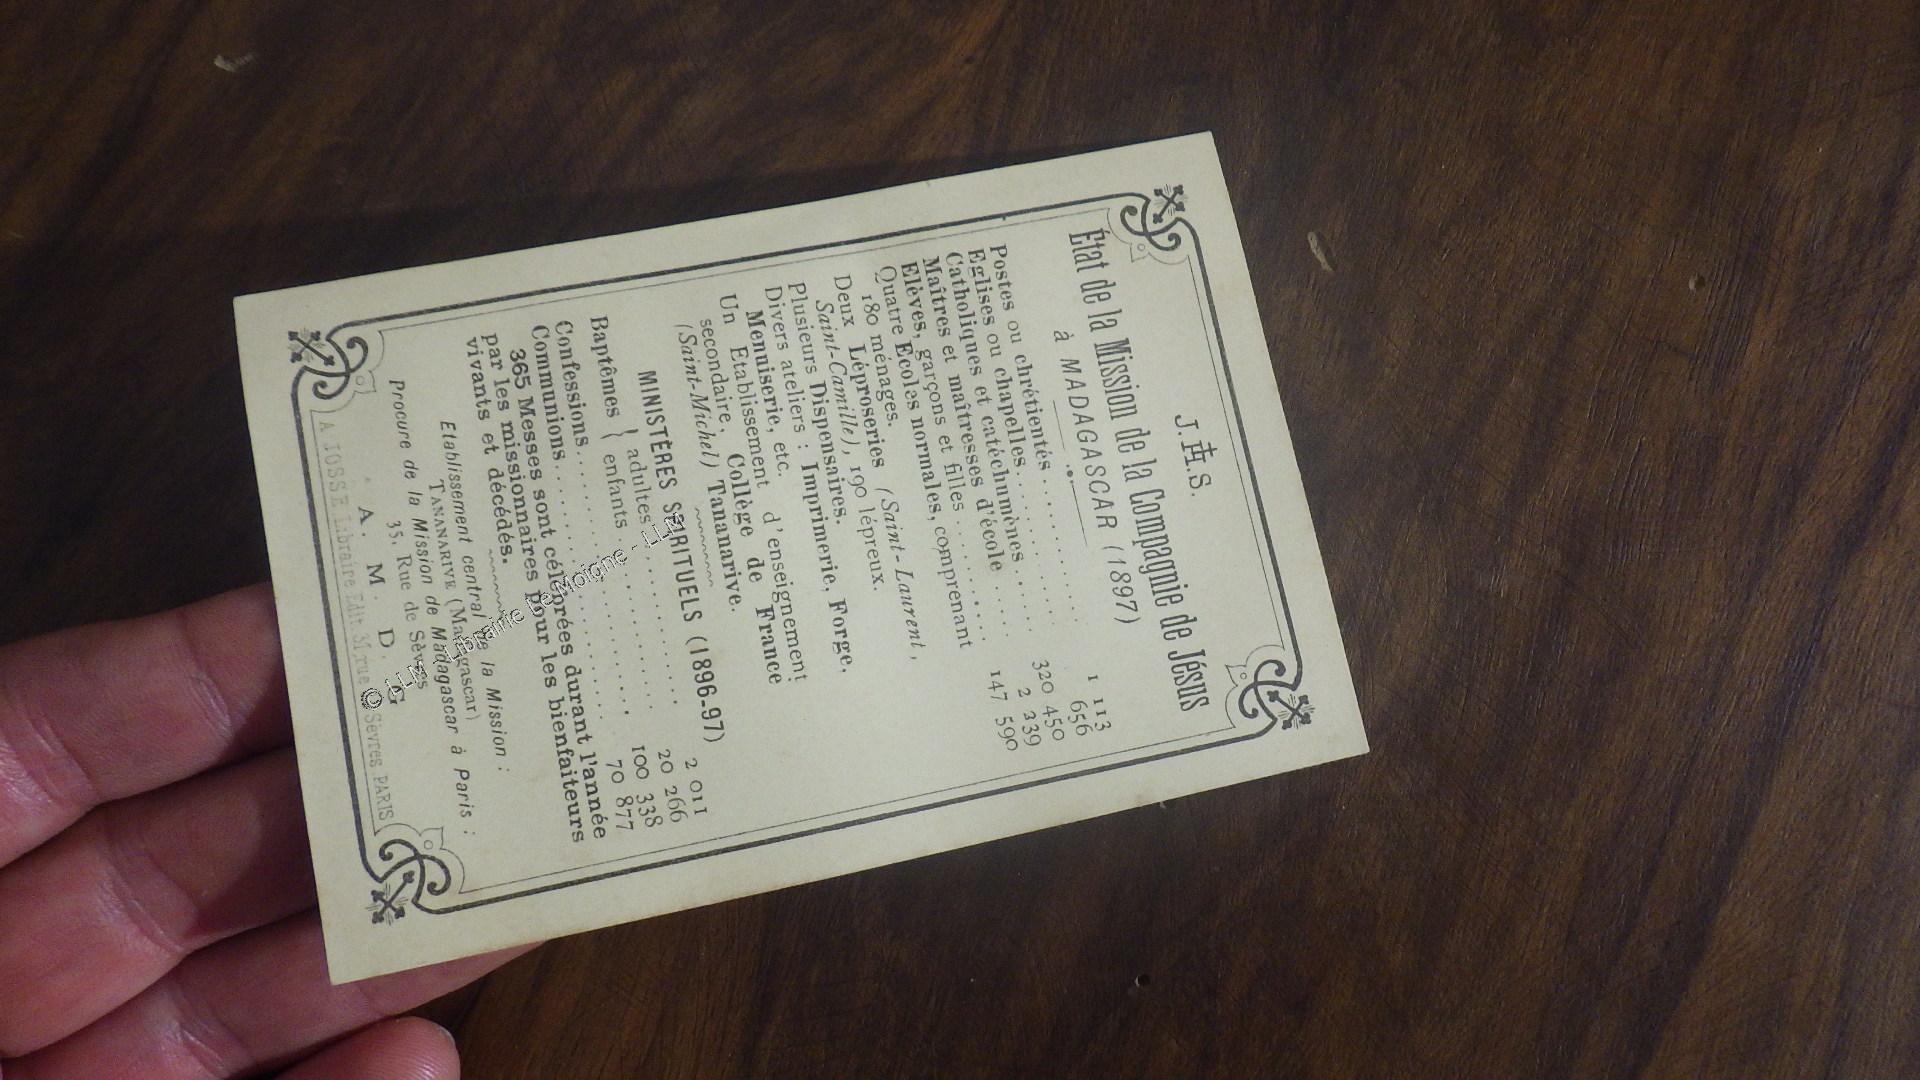 J. H. S.
État de la Mission de la Compagnie de Jésus
à MADAGASCAR (1897)
Postes ou chrétientés . . . . . . . . . . . . 1 113
Eglises ou chapelles . . . . . . . . . . . . 656
Catholiques et catéchumènes . . . . . 320 450
Maîtres et maîtresses d'école . . . . . 2 339
Elèves, garçons et filles . . . . . . . . . 147 590
Quatre Ecoles normales, comprenant
180 ménages.
Deux Léproseries (Saint-Laurent,
Saint-Camille), 190 lépreux.
Plusieurs Dispensaires.
Divers ateliers : Imprimerie, Forge,
Menuiserie, etc.
Un Etablissement d'enseignement
secondaire, Collège de France
(Saint-Michel) Tananarive.
MINISTÈRES SPIRITUELS (1896-97)
Baptêmes { adultes . . . . . . . . . . . . 2 011
enfants . . . . . . . . . . . . 20 266
Confessions . . . . . . . . . . . . . . . . 100 338
Communions . . . . . . . . . . . . . . . 70 877
365 Messes sont célébrées durant l'année
par les missionnaires pour les bienfaiteurs
vivants et décédés.
Etablissement central de la Mission :
TANANARIVE (Madagascar)
Procure de la Mission de Madagascar à Paris :
35, Rue de Sèvres
A. M. D. G
A JOSSE Libraire Edit. 31, rue de Sèvres PARIS
© LLM - Librairie Le Moigne - LLM